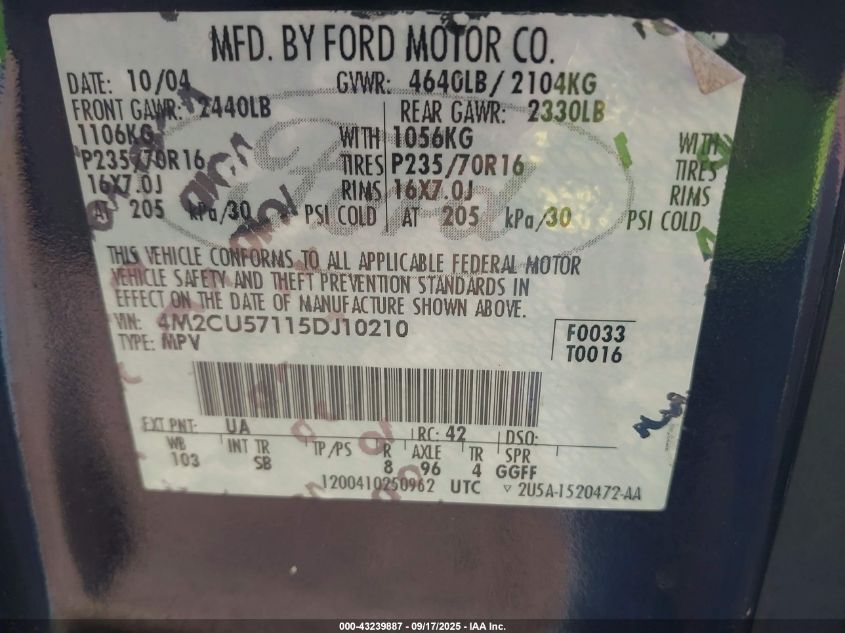 MFD. BY FORD MOTOR CO.
DATE: 10/04 GVWR: 4640LB/ 2104KG
FRONT GAWR: 2440LB REAR GAWR: 2330LB
1106KG WITH 1056KG WITH
P235/70R16 TIRES P235/70R16 TIRES
16X7.0J RIMS 16X7.0J RIMS
AT 205 kPa/30 PSI COLD AT 205 kPa/30 PSI COLD
THIS VEHICLE CONFORMS TO ALL APPLICABLE FEDERAL MOTOR
VEHICLE SAFETY AND THEFT PREVENTION STANDARDS IN
EFFECT ON THE DATE OF MANUFACTURE SHOWN ABOVE.
VIN: 4M2CU57115DJ10210 F0033
TYPE: MPV T0016
EXT PNT: UA RC: 42 DSO:
WB INT TR TP/PS R AXLE TR SPR
103 SB 8 96 4 GGFF
1200410250962 UTC ▽ 2U5A-1520472-AA
Ford
000-43239887 - 09/17/2025 - IAA Inc.